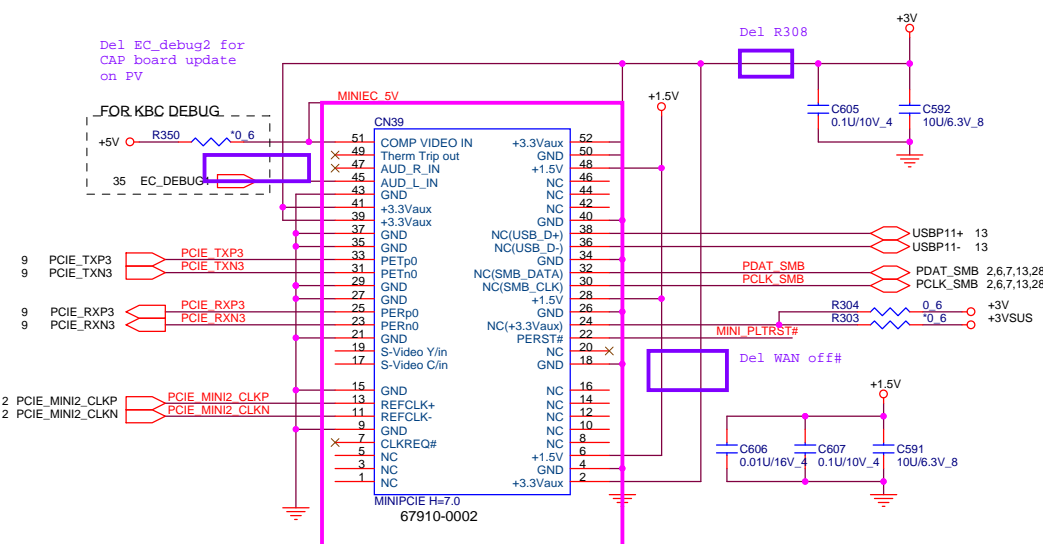 Del EC_debug2 for
CAP board update
on PV
Del R308
+3V
FOR KBC DEBUG
MINIEC_5V
+1.5V
C605
0.1U/10V_4
C592
10U/6.3V_8
+5V
R350
*0_6
35 EC_DEBUG1
CN39
51 COMP VIDEO IN
49 Therm Trip out
47 AUD_R_IN
45 AUD_L_IN
43 GND
41 +3.3Vaux
39 +3.3Vaux
37 GND
35 GND
33 PETp0
31 PETn0
29 GND
27 GND
25 PERp0
23 PERn0
21 GND
19 S-Video Y/in
17 S-Video C/in
15 GND
13 REFCLK+
11 REFCLK-
9 GND
7 CLKREQ#
5 NC
3 NC
1 NC
+3.3Vaux 52
GND 50
+1.5V 48
NC 46
NC 44
NC 42
GND 40
NC(USB_D+) 38
NC(USB_D-) 36
GND 34
NC(SMB_DATA) 32
NC(SMB_CLK) 30
+1.5V 28
GND 26
NC(+3.3Vaux) 24
PERST# 22
NC 20
GND 18
NC 16
NC 14
NC 12
NC 10
NC 8
+1.5V 6
GND 4
+3.3Vaux 2
MINIPCIE H=7.0
67910-0002
9 PCIE_TXP3 PCIE_TXP3
9 PCIE_TXN3 PCIE_TXN3
9 PCIE_RXP3 PCIE_RXP3
9 PCIE_RXN3 PCIE_RXN3
2 PCIE_MINI2_CLKP PCIE_MINI2_CLKP
2 PCIE_MINI2_CLKN PCIE_MINI2_CLKN
USBP11+ 13
USBP11- 13
PDAT_SMB PDAT_SMB 2,6,7,13,28
PCLK_SMB PCLK_SMB 2,6,7,13,28
R304 0_6 +3V
R303 *0_6 +3VSUS
MINI_PLTRST#
Del WAN off#
+1.5V
C606
0.01U/16V_4
C607
0.1U/10V_4
C591
10U/6.3V_8